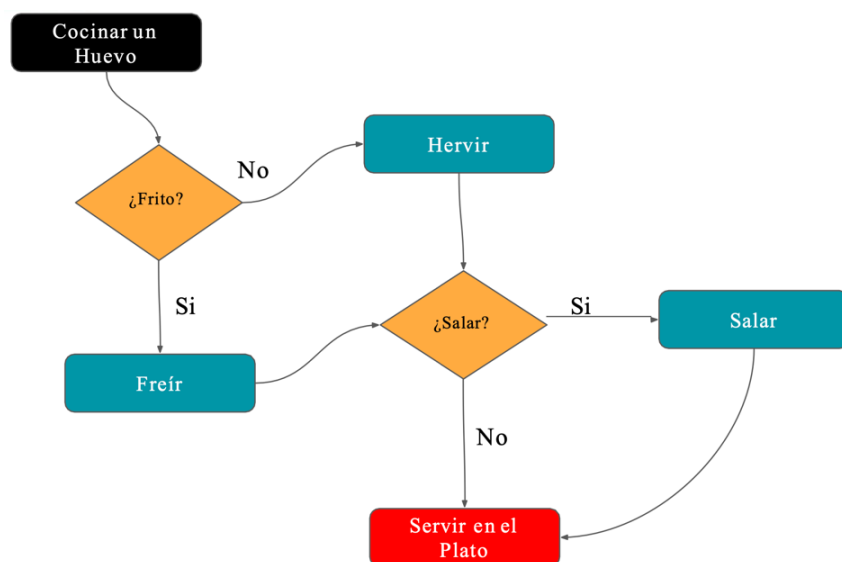 Cocinar un
Huevo
¿Frito?
No
Hervir
Si
Freír
¿Salar?
Si
Salar
No
Servir en el
Plato